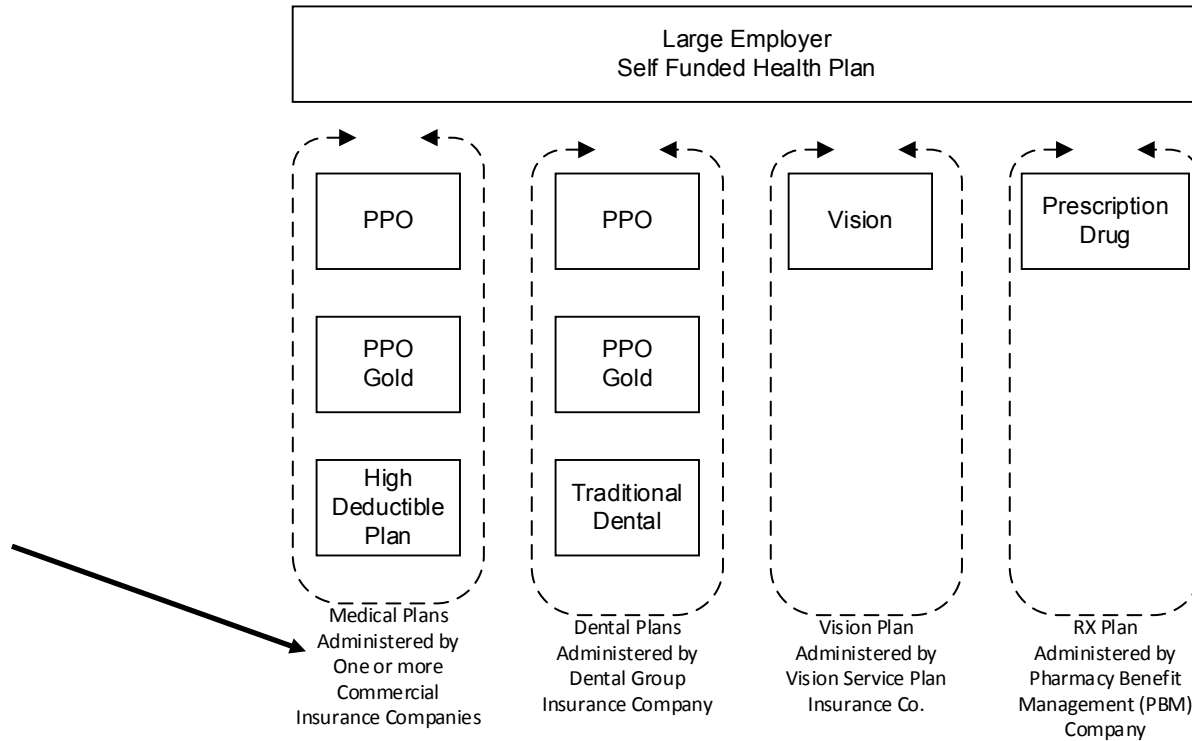 Large Employer
Self Funded Health Plan
PPO
PPO
Gold
High
Deductible
Plan
Medical Plans
Administered by
One or more
Commercial
Insurance Companies
PPO
PPO
Gold
Traditional
Dental
Dental Plans
Administered by
Dental Group
Insurance Company
Vision
Vision Plan
Administered by
Vision Service Plan
Insurance Co.
Prescription
Drug
RX Plan
Administered by
Pharmacy Benefit
Management (PBM)
Company